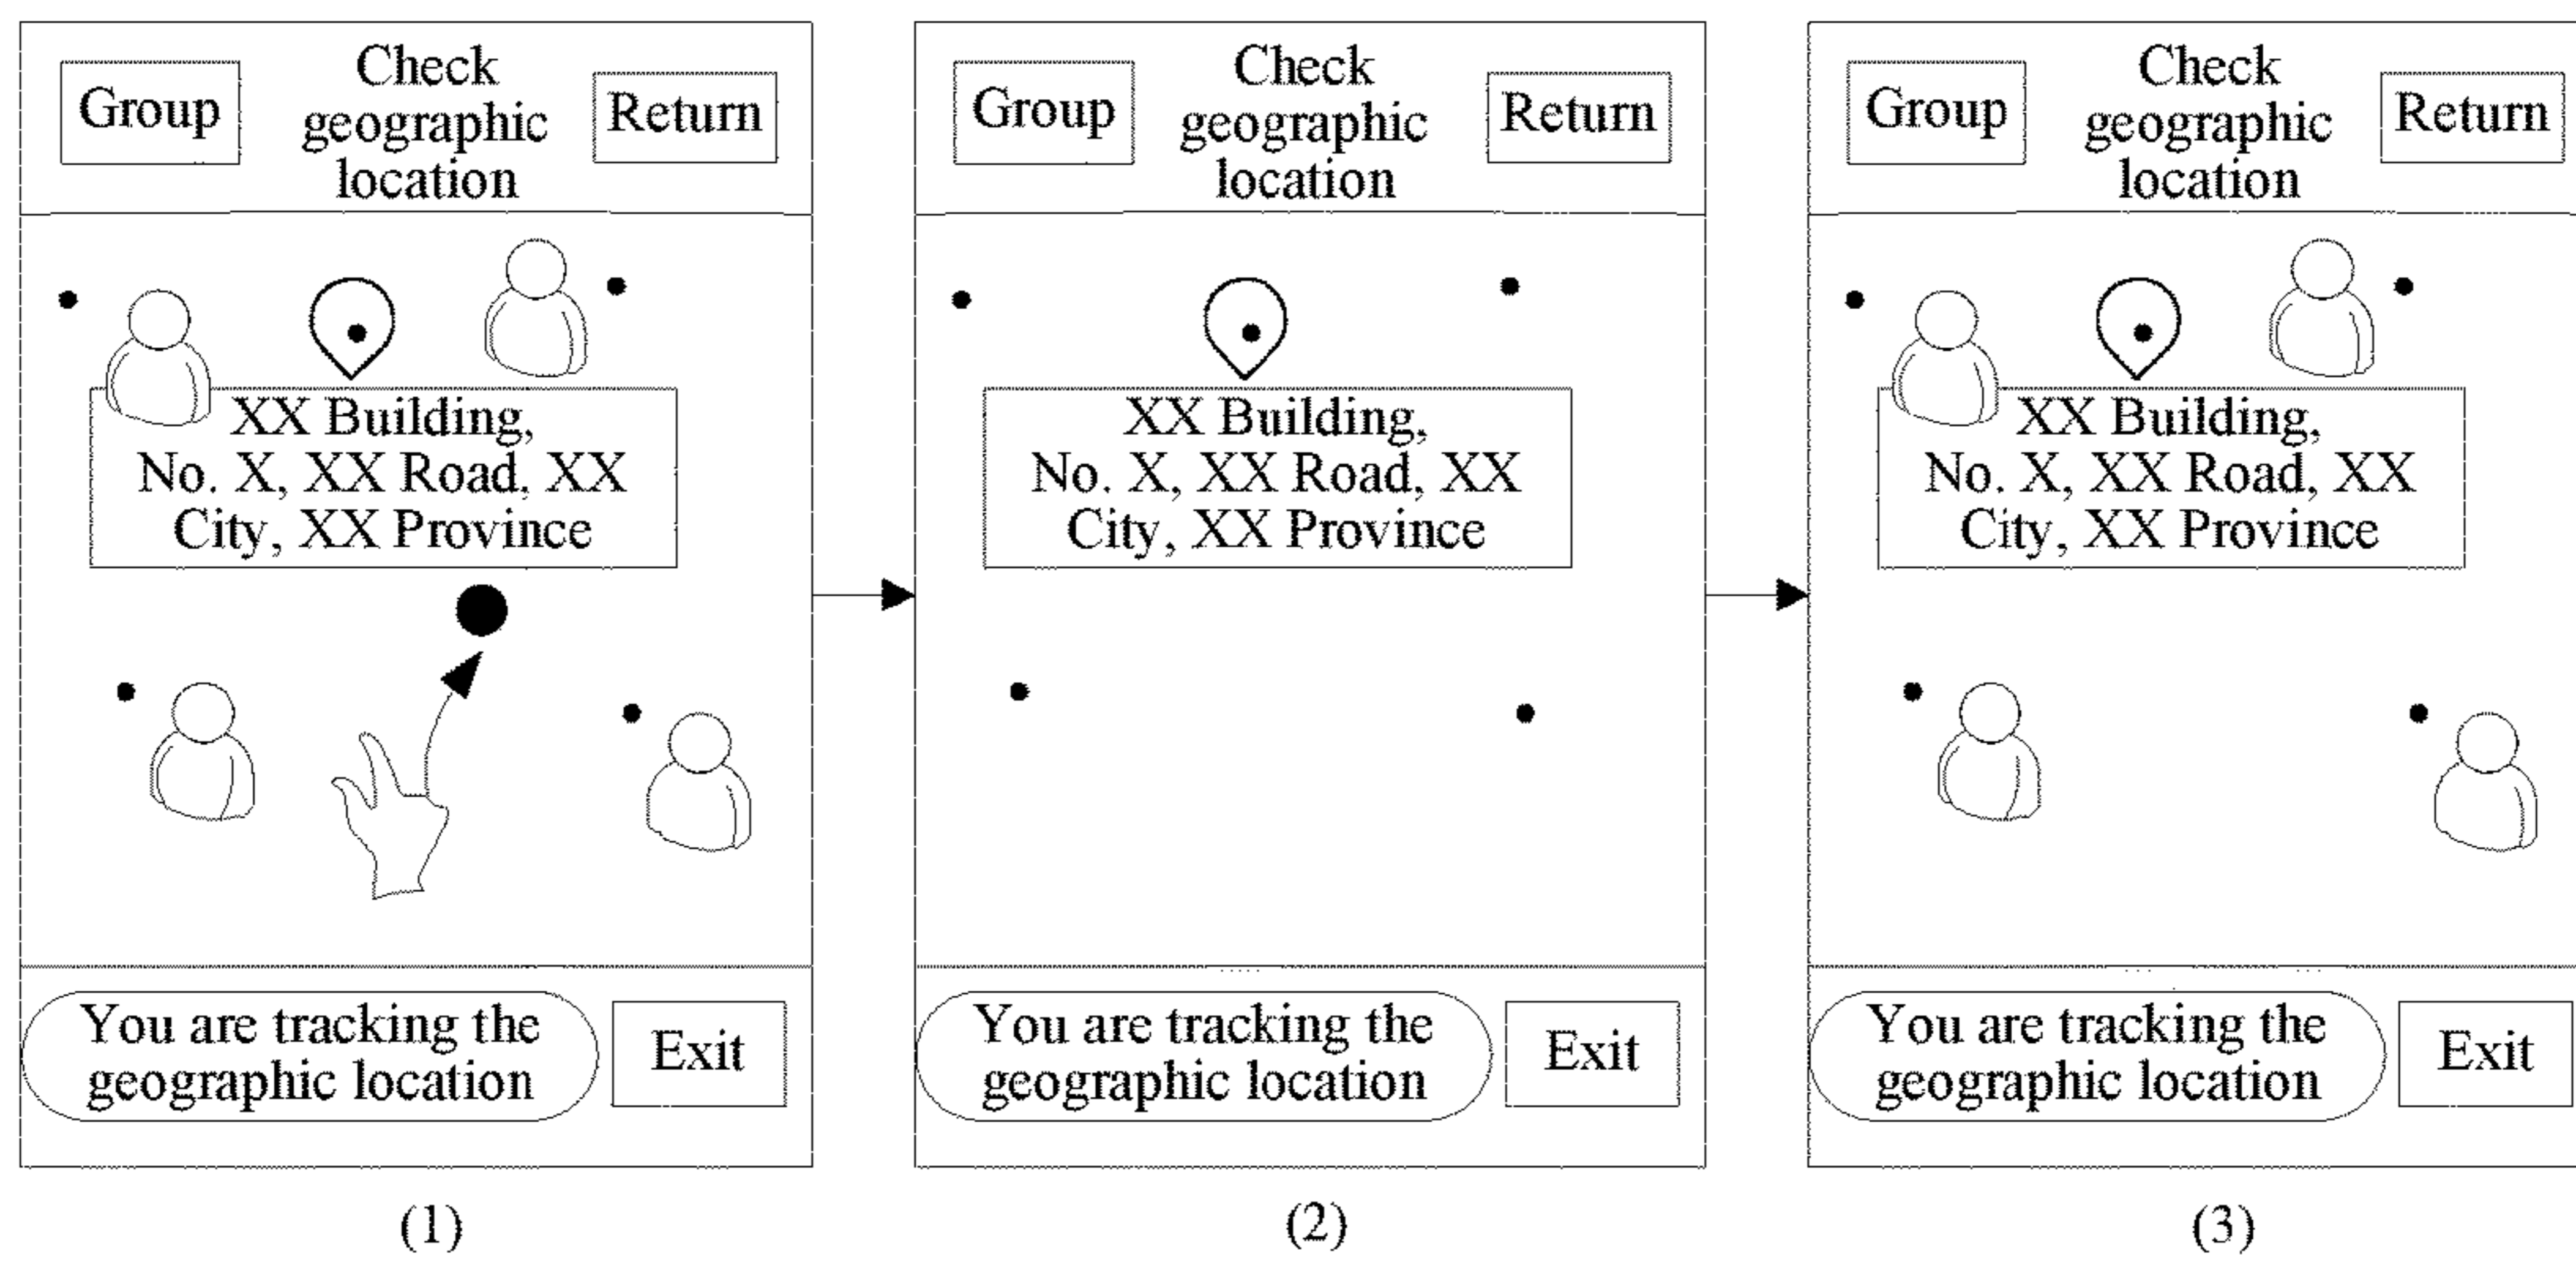 Group
Check
geographic
location
Return
XX Building,
No. X, XX Road, XX
City, XX Province
You are tracking the
geographic location
Exit
(1)
Group
Check
geographic
location
Return
XX Building,
No. X, XX Road, XX
City, XX Province
You are tracking the
geographic location
Exit
(2)
Group
Check
geographic
location
Return
XX Building,
No. X, XX Road, XX
City, XX Province
You are tracking the
geographic location
Exit
(3)